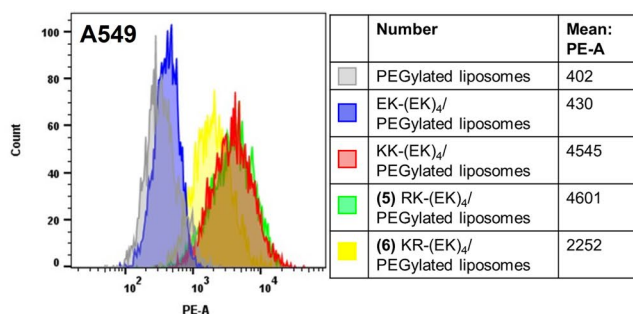 A549
Count
100
80
60
40
20
0
10²
10³
10⁴
PE-A
Number
Mean:
PE-A
PEGylated liposomes
402
EK-(EK)₄/
PEGylated liposomes
430
KK-(EK)₄/
PEGylated liposomes
4545
(5) RK-(EK)₄/
PEGylated liposomes
4601
(6) KR-(EK)₄/
PEGylated liposomes
2252